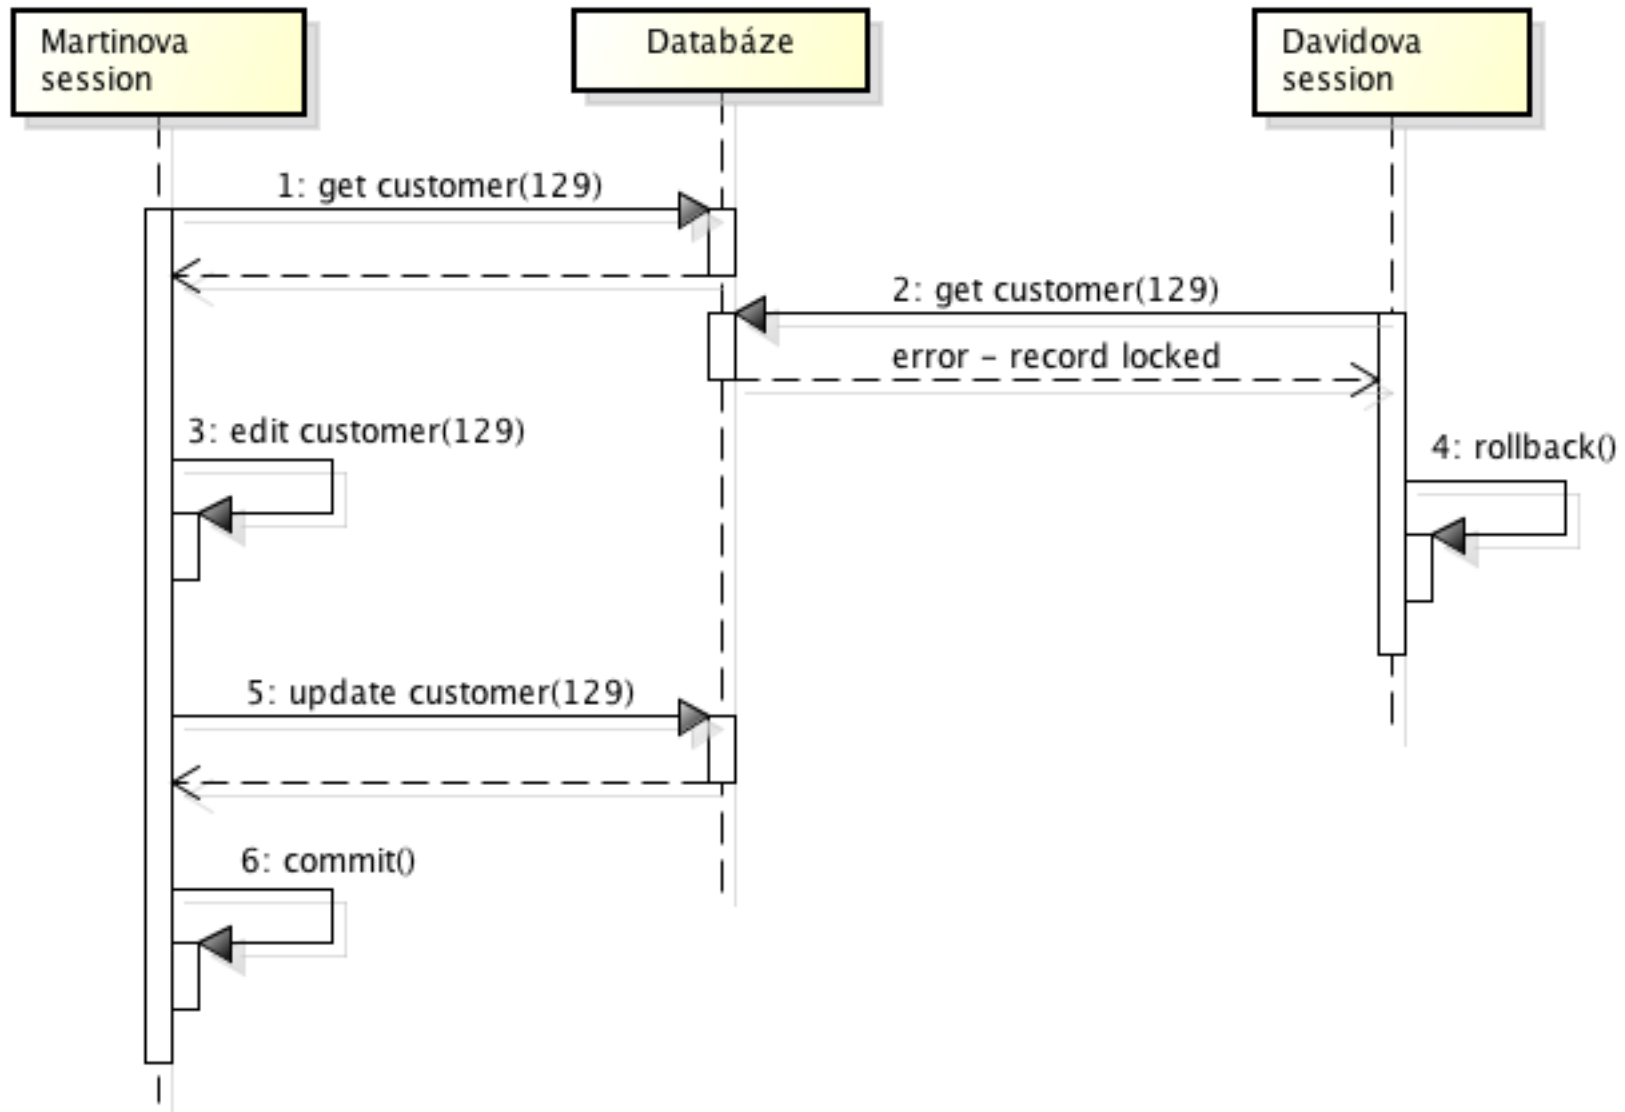 Martinova
session
Databáze
Davidova
session
1: get customer(129)
2: get customer(129)
error - record locked
3: edit customer(129)
4: rollback()
5: update customer(129)
6: commit()